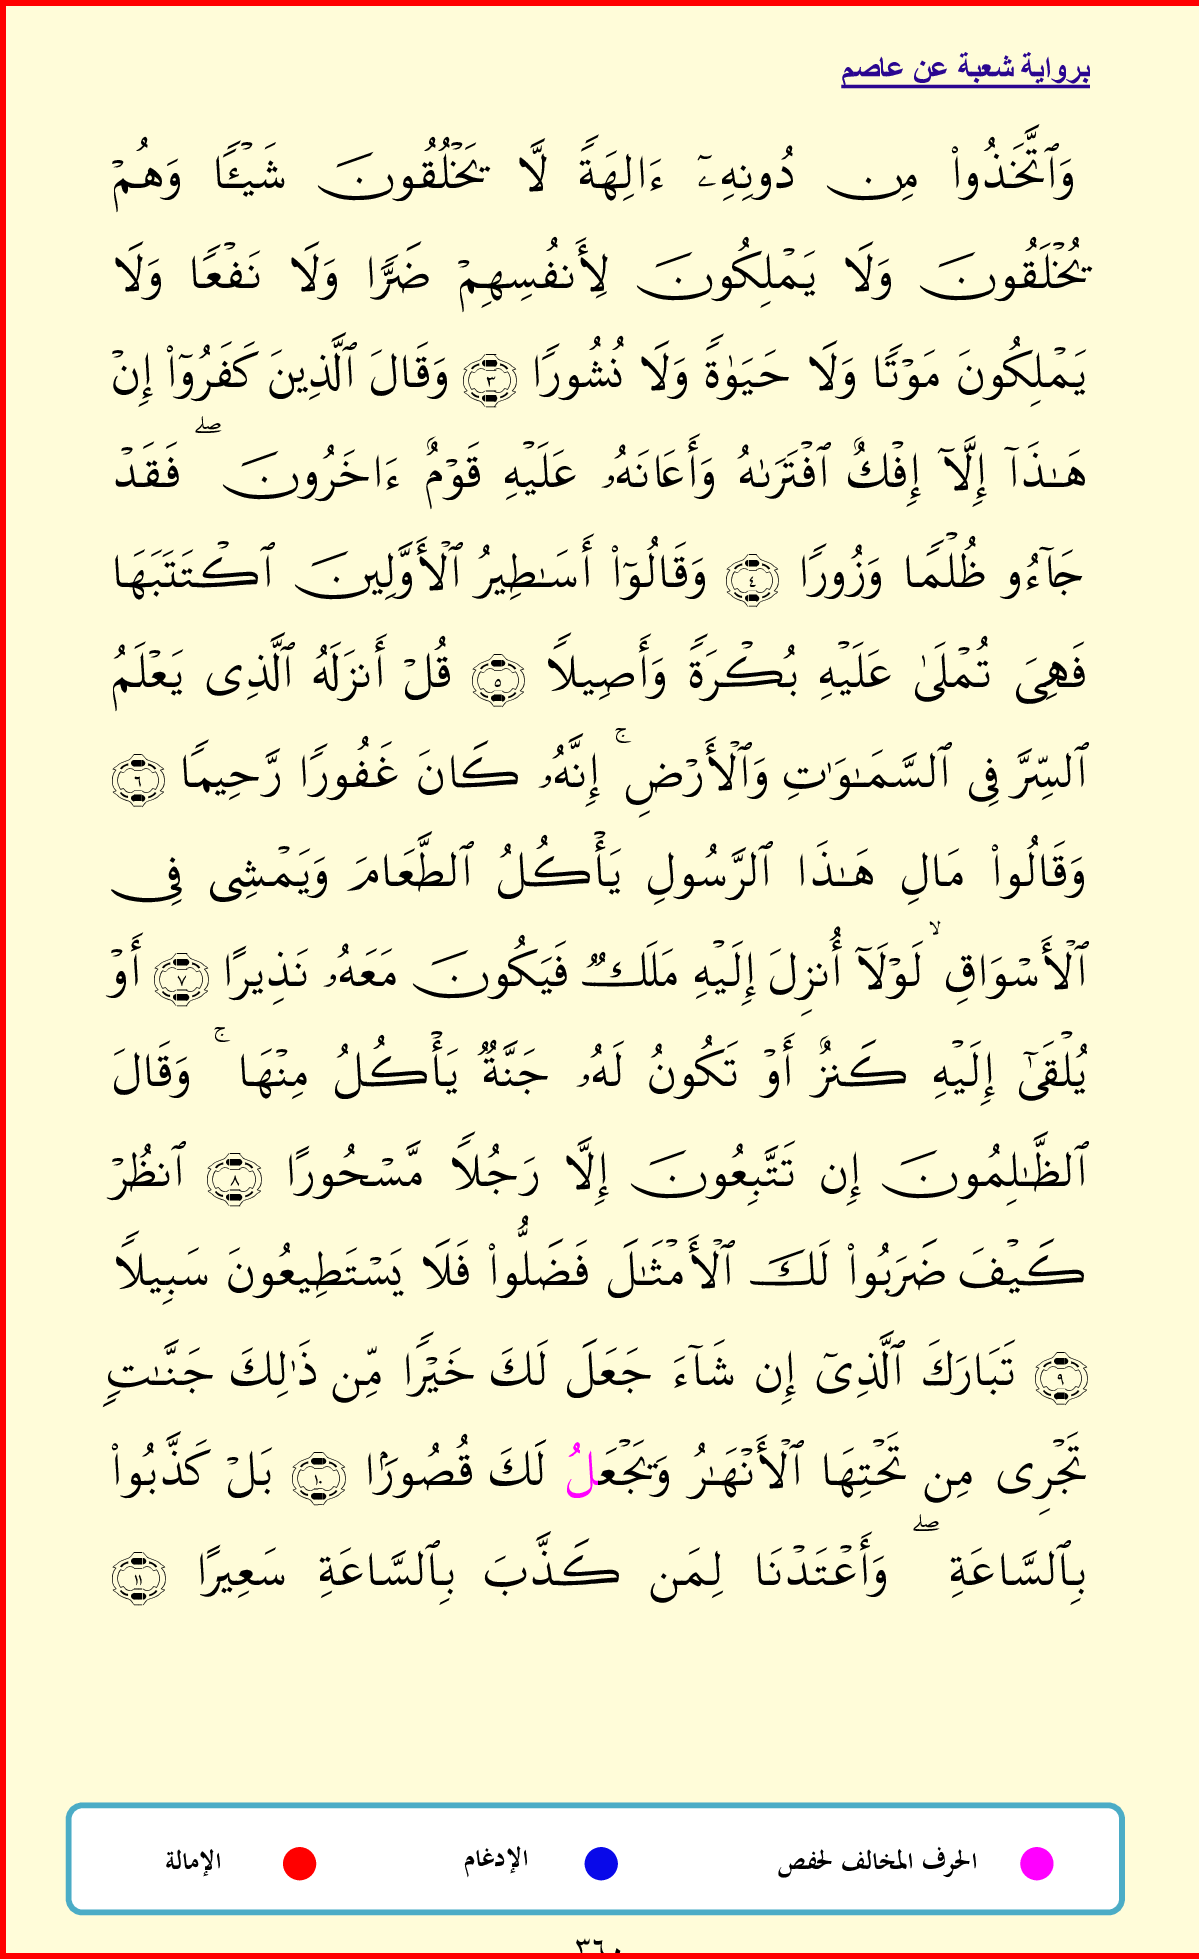 برواية شعبة عن عاصم
وَٱتَّخَذُواْ مِن دُونِهِۦٓ ءَالِهَةً لَّا يَخْلُقُونَ شَيْـًٔا وَهُمْ
يُخْلَقُونَ وَلَا يَمْلِكُونَ لِأَنفُسِهِمْ ضَرًّا وَلَا نَفْعًا وَلَا
يَمْلِكُونَ مَوْتًا وَلَا حَيَوٰةً وَلَا نُشُورًا ٣ وَقَالَ ٱلَّذِينَ كَفَرُوٓاْ إِنْ
هَـٰذَآ إِلَّآ إِفْكٌ ٱفْتَرَىٰهُ وَأَعَانَهُۥ عَلَيْهِ قَوْمٌ ءَاخَرُونَ ۖ فَقَدْ
جَآءُو ظُلْمًا وَزُورًا ٤ وَقَالُوٓاْ أَسَـٰطِيرُ ٱلْأَوَّلِينَ ٱكْتَتَبَهَا
فَهِىَ تُمْلَىٰ عَلَيْهِ بُكْرَةً وَأَصِيلاً ٥ قُلْ أَنزَلَهُ ٱلَّذِى يَعْلَمُ
ٱلسِّرَّ فِى ٱلسَّمَـٰوَٰتِ وَٱلْأَرْضِ ۚ إِنَّهُۥ كَانَ غَفُورًا رَّحِيمًا ٦
وَقَالُواْ مَالِ هَـٰذَا ٱلرَّسُولِ يَأْكُلُ ٱلطَّعَامَ وَيَمْشِى فِى
ٱلْأَسْوَاقِ ۙ لَوْلَآ أُنزِلَ إِلَيْهِ مَلَكٌ فَيَكُونَ مَعَهُۥ نَذِيرًا ٧ أَوْ
يُلْقَىٰٓ إِلَيْهِ كَنزٌ أَوْ تَكُونُ لَهُۥ جَنَّةٌ يَأْكُلُ مِنْهَا ۚ وَقَالَ
ٱلظَّـٰلِمُونَ إِن تَتَّبِعُونَ إِلَّا رَجُلاً مَّسْحُورًا ٨ ٱنظُرْ
كَيْفَ ضَرَبُواْ لَكَ ٱلْأَمْثَـٰلَ فَضَلُّواْ فَلَا يَسْتَطِيعُونَ سَبِيلاً
٩ تَبَارَكَ ٱلَّذِىٓ إِن شَآءَ جَعَلَ لَكَ خَيْرًا مِّن ذَٰلِكَ جَنَّـٰتٍ
تَجْرِى مِن تَحْتِهَا ٱلْأَنْهَـٰرُ وَيَجْعَلُ لَكَ قُصُورًۢا ١٠ بَلْ كَذَّبُواْ
بِٱلسَّاعَةِ ۖ وَأَعْتَدْنَا لِمَن كَذَّبَ بِٱلسَّاعَةِ سَعِيرًا ١١
الحرف المخالف لحفص الإدغام الإمالة
٣٦٠